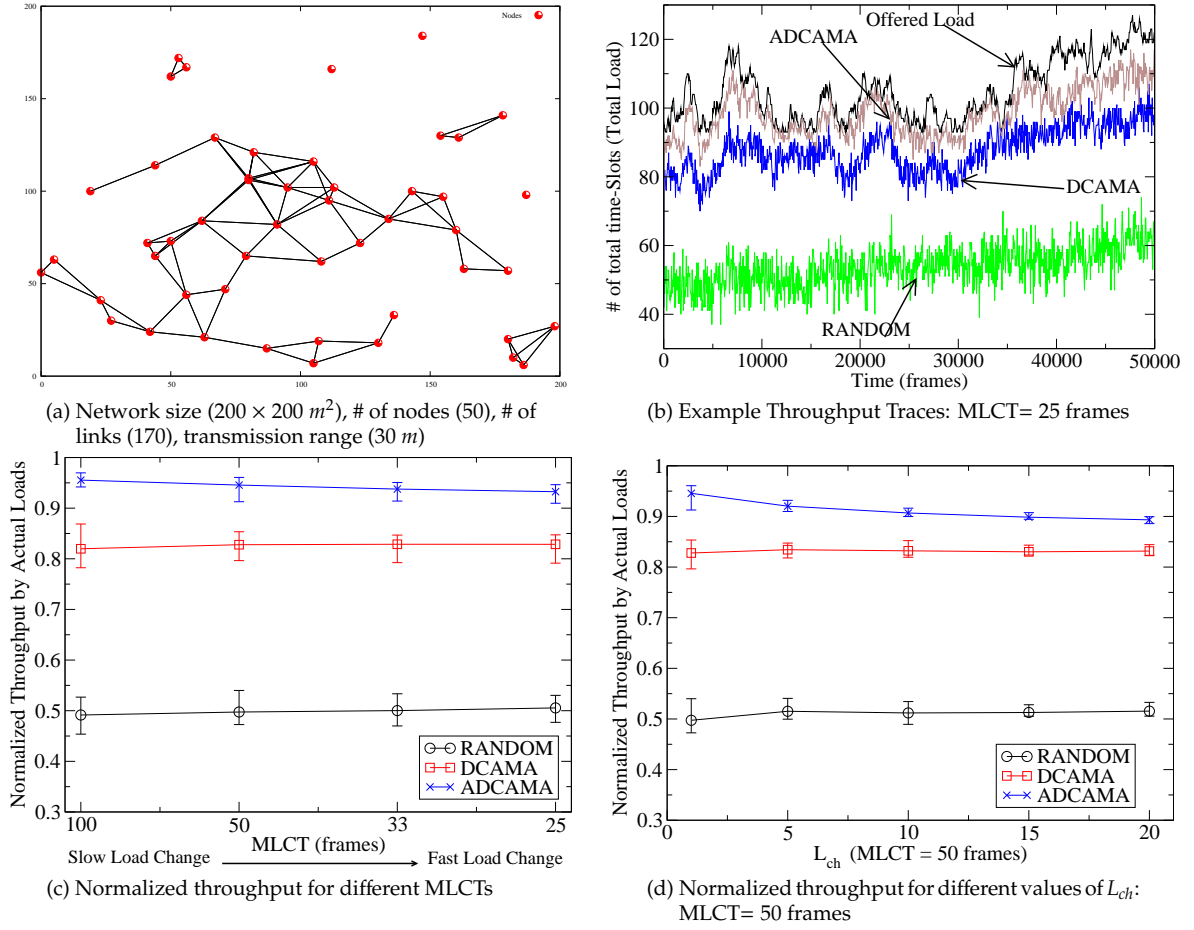 Nodes
200
150
100
50
0
0
50
100
150
200
(a) Network size (200 × 200 m²), # of nodes (50), # of
links (170), transmission range (30 m)
# of total time-Slots (Total Load)
120
100
80
60
40
Offered Load
ADCAMA
DCAMA
RANDOM
0
10000
20000
30000
40000
50000
Time (frames)
(b) Example Throughput Traces: MLCT= 25 frames
Normalized Throughput by Actual Loads
1
0.9
0.8
0.7
0.6
0.5
0.4
0.3
RANDOM
DCAMA
ADCAMA
100
50
33
25
MLCT (frames)
Slow Load Change
Fast Load Change
(c) Normalized throughput for different MLCTs
Normalized Throughput by Actual Loads
1
0.9
0.8
0.7
0.6
0.5
0.4
0.3
RANDOM
DCAMA
ADCAMA
0
5
10
15
20
L_ch (MLCT = 50 frames)
(d) Normalized throughput for different values of L_ch:
MLCT= 50 frames